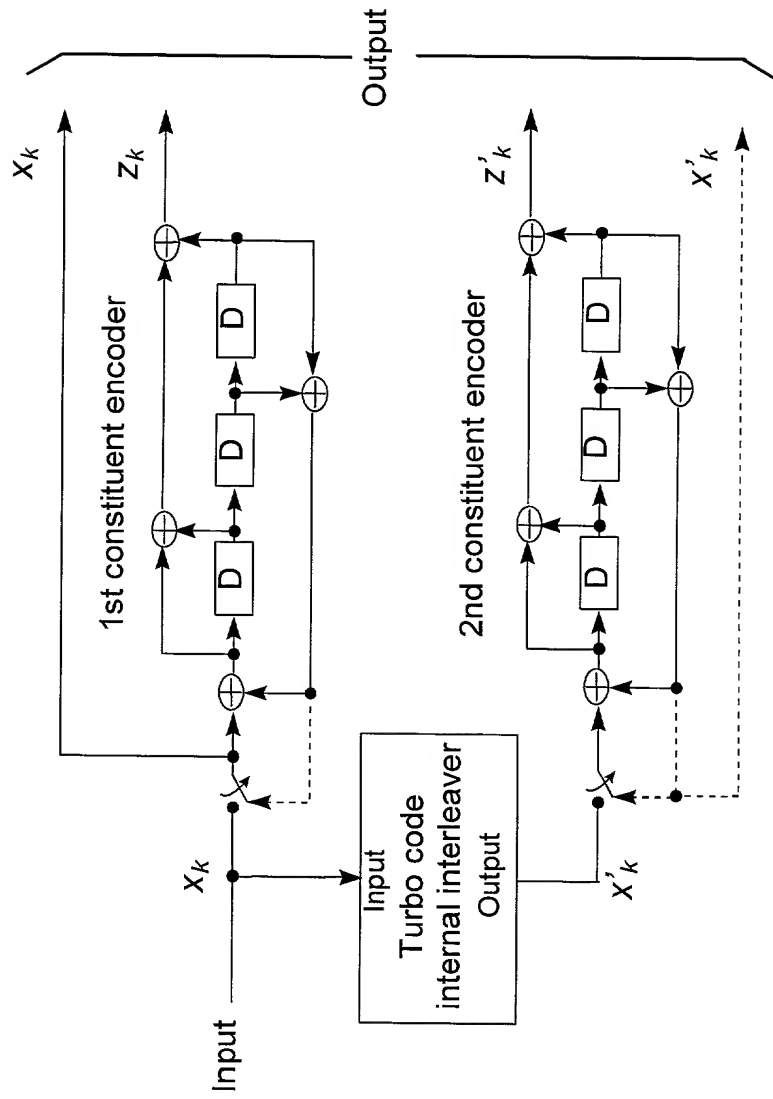 x_k
z_k
1st constituent encoder
D
D
D
Input
x_k
Output
Input
Turbo code
internal interleaver
Output
2nd constituent encoder
z'_k
D
D
D
x'_k
x'_k